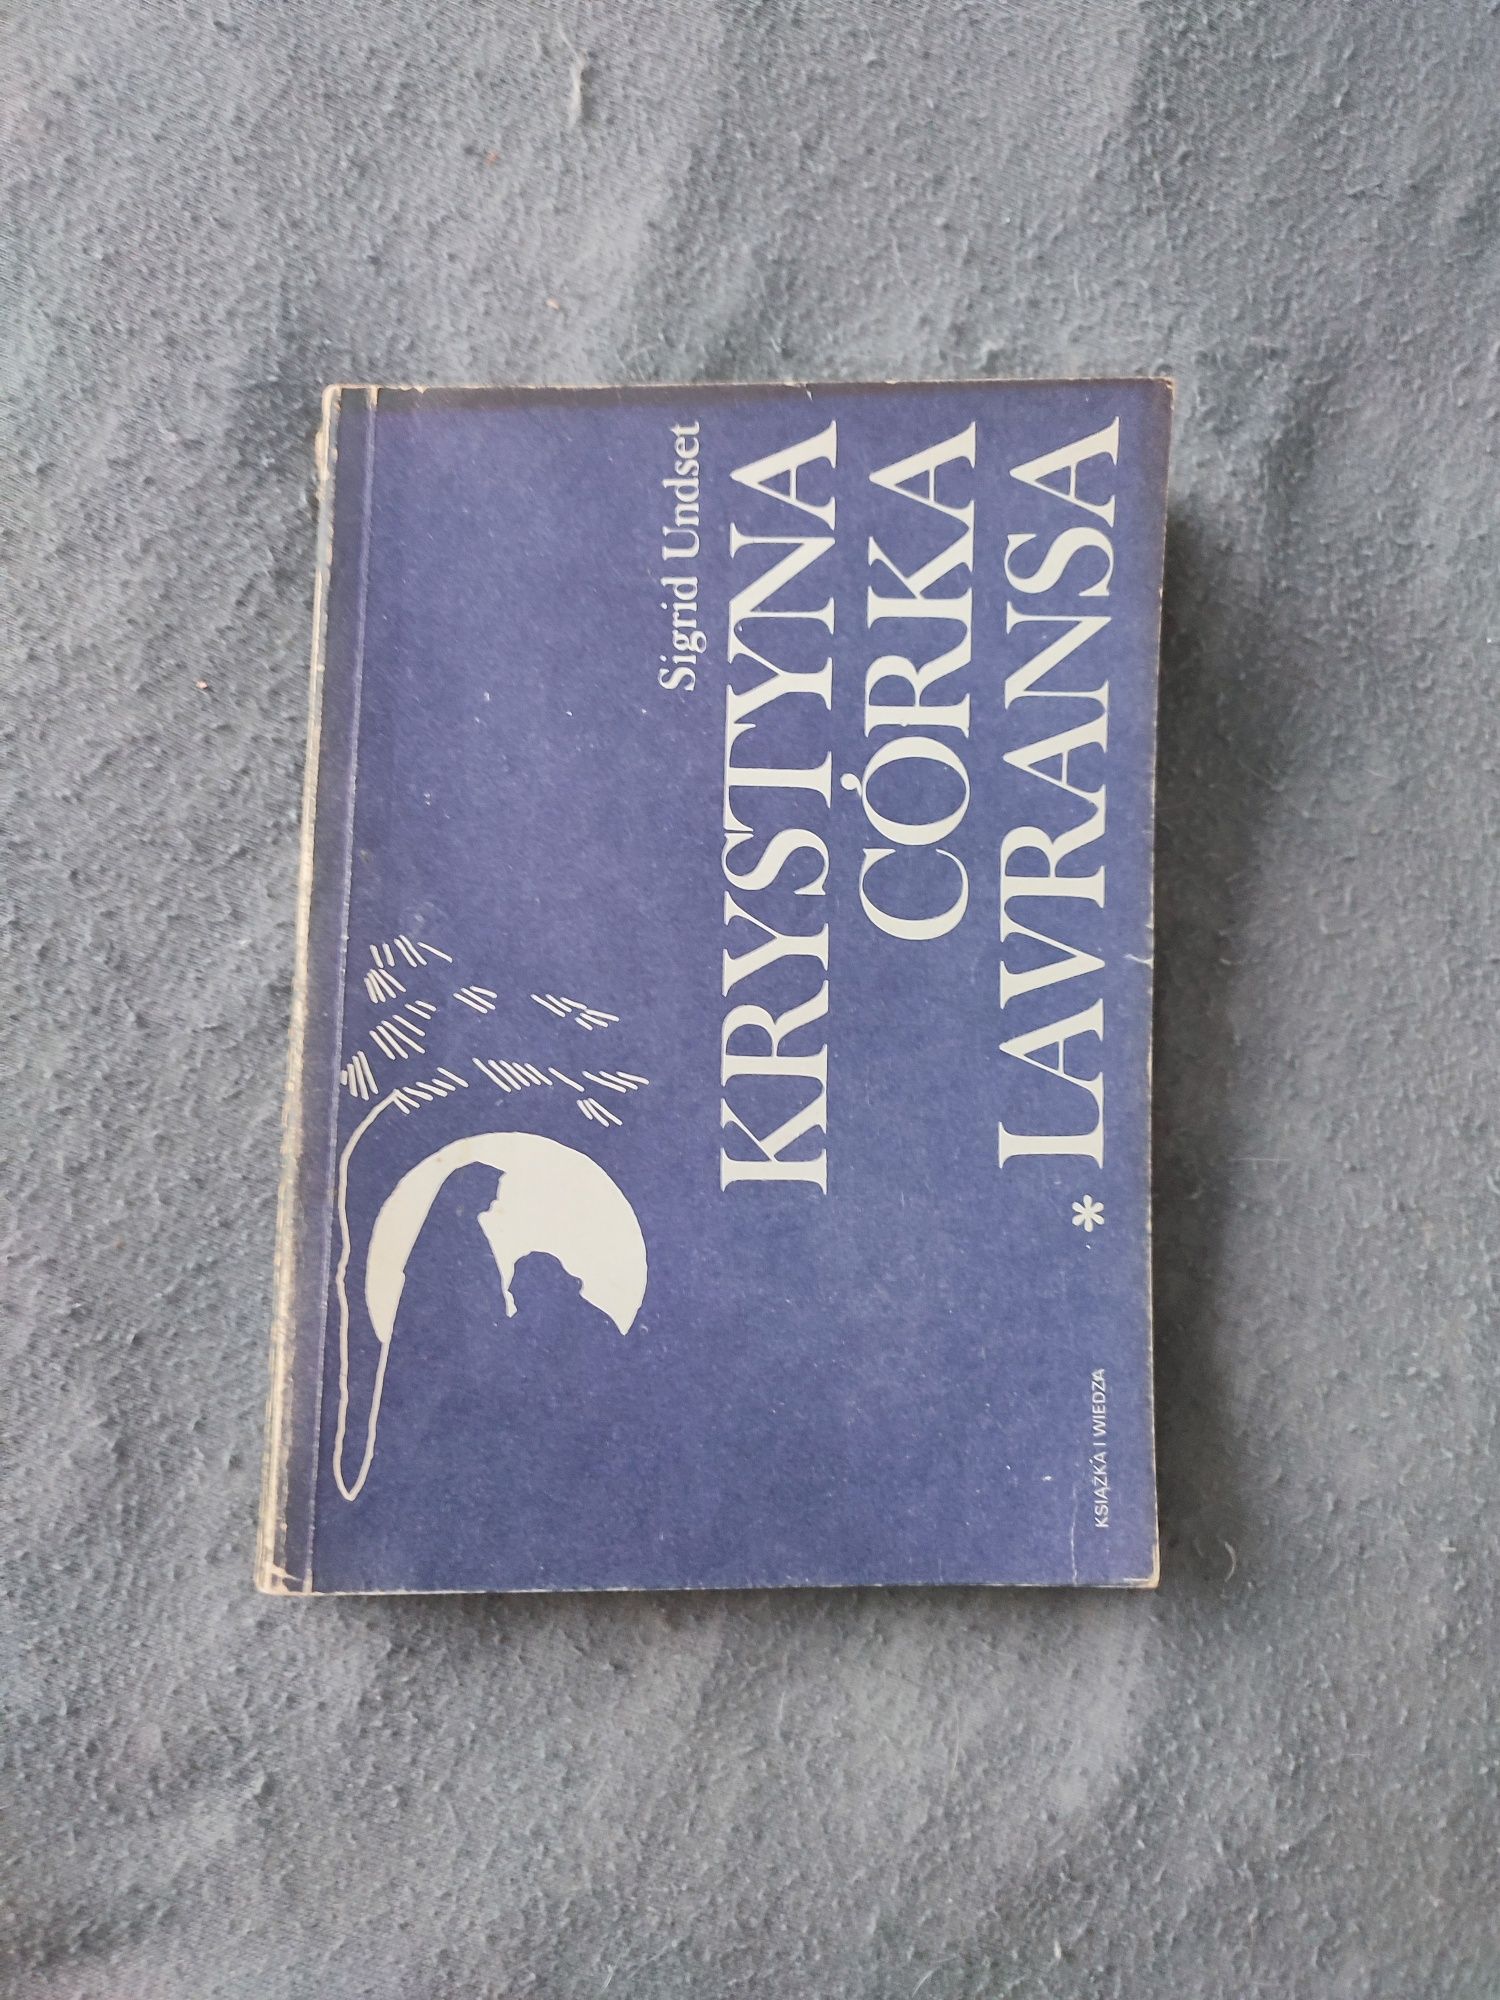 Sigrid Undset
KRYSTYNA
CÓRKA
* LAVRANSA
KSIĄŻKA I WIEDZA